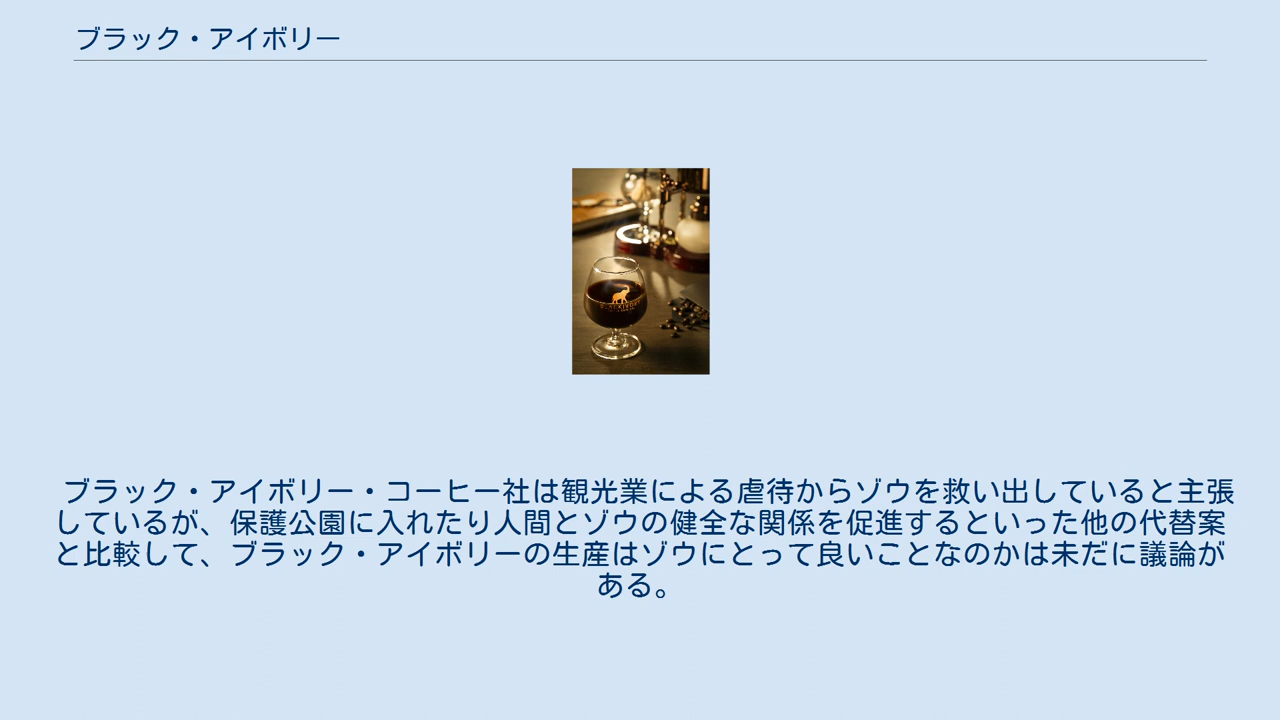 ブラック・アイボリー
ブラック・アイボリー・コーヒー社は観光業による虐待からゾウを救い出していると主張
しているが、保護公園に入れたり人間とゾウの健全な関係を促進するといった他の代替案
と比較して、ブラック・アイボリーの生産はゾウにとって良いことなのかは未だに議論が
ある。